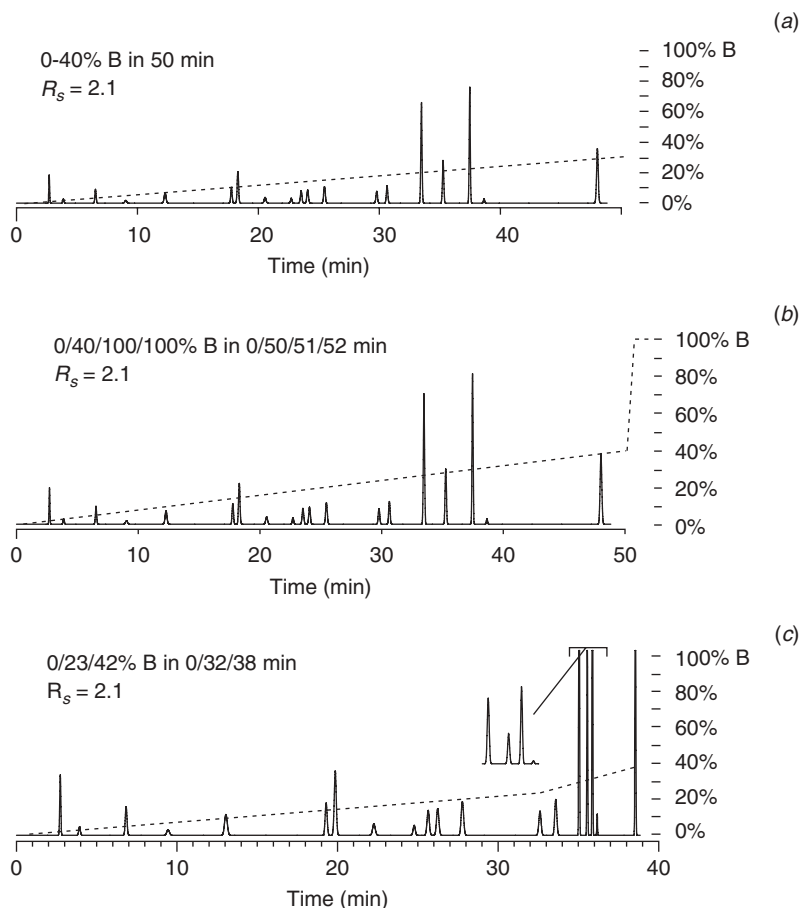 (a)
0-40% B in 50 min
Rs = 2.1
100% B
80%
60%
40%
20%
0%
0 10 20 30 40
Time (min)
(b)
0/40/100/100% B in 0/50/51/52 min
Rs = 2.1
100% B
80%
60%
40%
20%
0%
0 10 20 30 40 50
Time (min)
(c)
0/23/42% B in 0/32/38 min
Rs = 2.1
100% B
80%
60%
40%
20%
0%
0 10 20 30 40
Time (min)